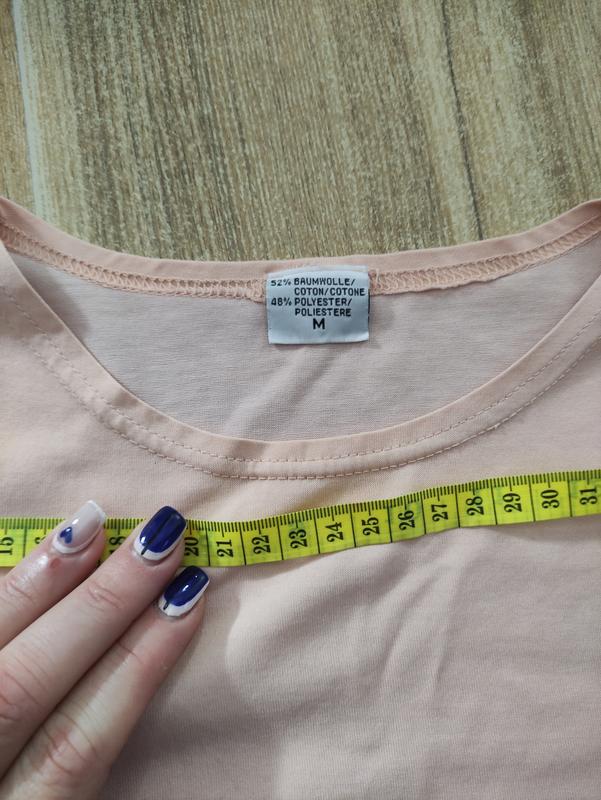 52% BAUMWOLLE/
COTON/COTONE
48% POLYESTER/
POLIESTERE
M
15 18 20 21 22 23 24 25 26 27 28 29 30 31